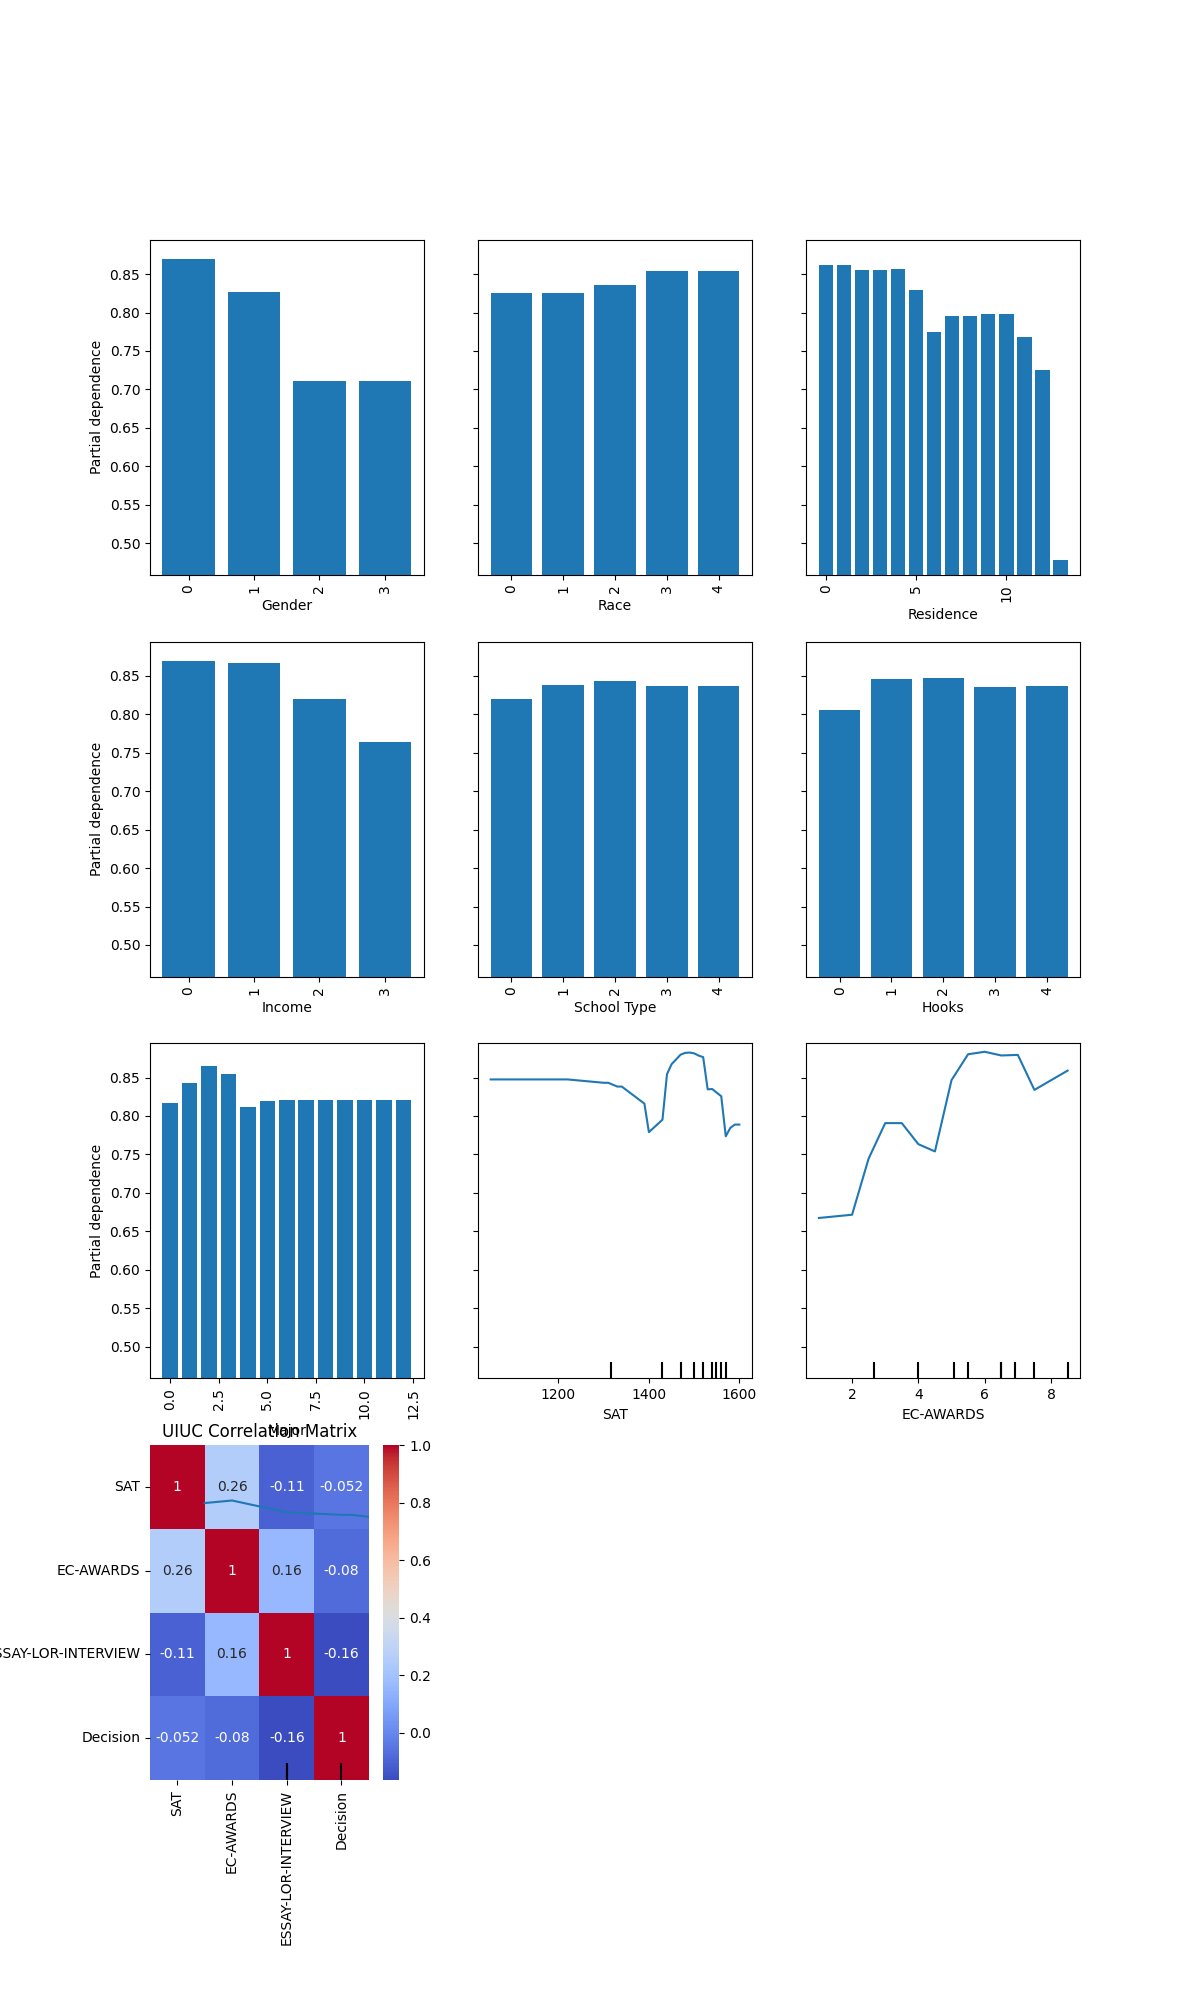 0.85
0.80
0.75
0.70
0.65
0.60
0.55
0.50
Partial dependence
0 1 2 3
Gender
0 1 2 3 4
Race
0 5 10
Residence
0.85
0.80
0.75
0.70
0.65
0.60
0.55
0.50
Partial dependence
0 1 2 3
Income
0 1 2 3 4
School Type
0 1 2 3 4
Hooks
0.85
0.80
0.75
0.70
0.65
0.60
0.55
0.50
Partial dependence
0.0 2.5 5.0 7.5 10.0 12.5
Major
1200 1400 1600
SAT
2 4 6 8
EC-AWARDS
UIUC Correlation Matrix
SAT 1 0.26 -0.11 -0.052
EC-AWARDS 0.26 1 0.16 -0.08
SSAY-LOR-INTERVIEW -0.11 0.16 1 -0.16
Decision -0.052 -0.08 -0.16 1
SAT EC-AWARDS ESSAY-LOR-INTERVIEW Decision
1.0
0.8
0.6
0.4
0.2
0.0